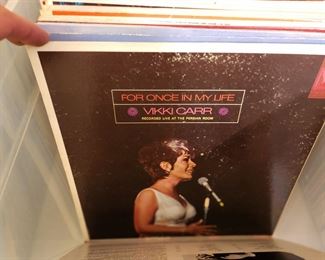 FOR ONCE IN MY LIFE
VIKKI CARR
RECORDED LIVE AT THE PERSIAN ROOM